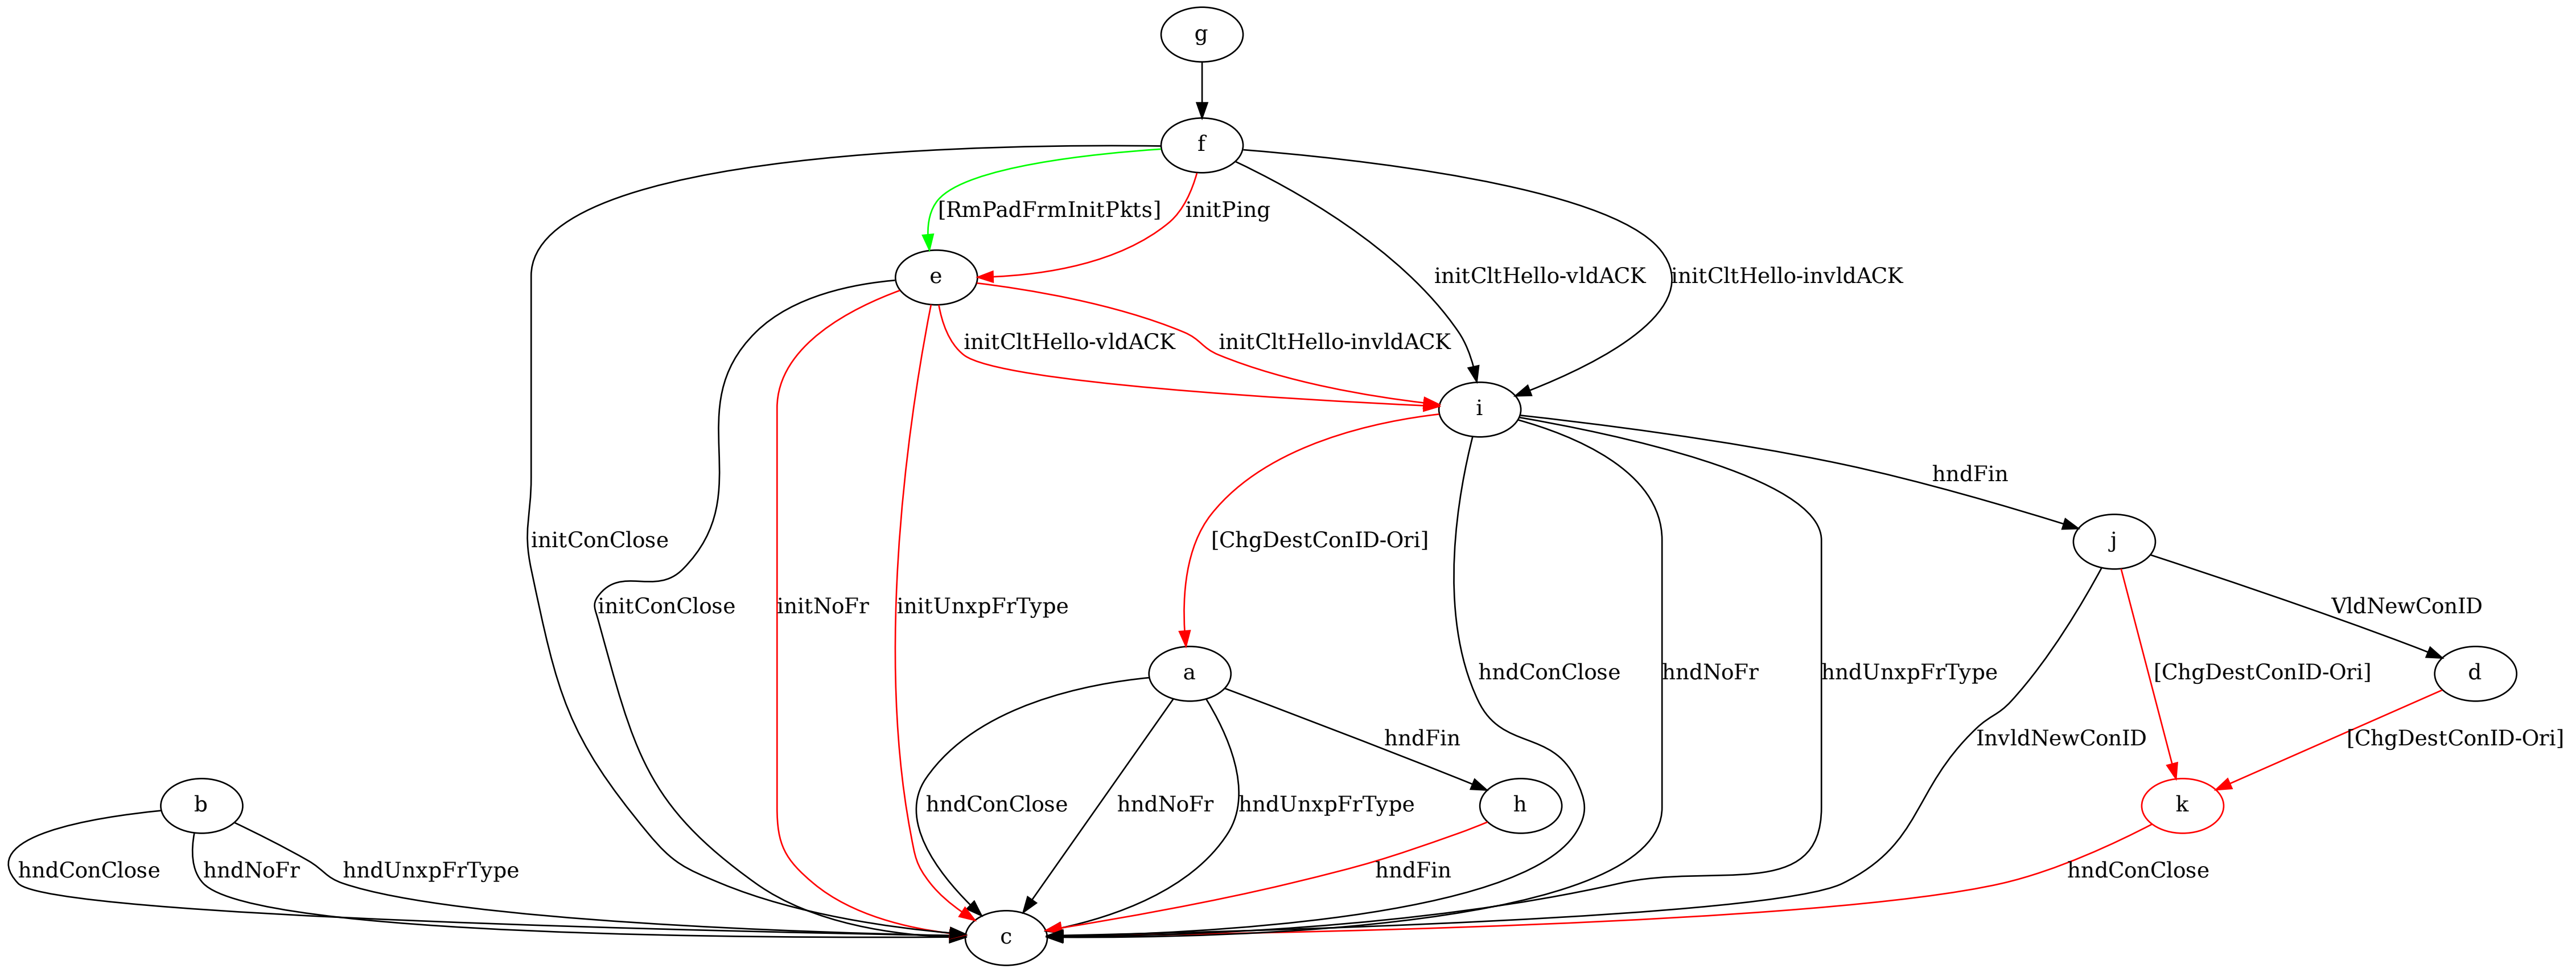 g
f
[RmPadFrmInitPkts]
initPing
e
initCltHello-vldACK
initCltHello-invldACK
initCltHello-vldACK
initCltHello-invldACK
i
hndFin
initConClose
[ChgDestConID-Ori]
j
initConClose
initNoFr
initUnxpFrType
VldNewConID
a
hndConClose
hndNoFr
hndUnxpFrType
[ChgDestConID-Ori]
d
hndFin
InvldNewConID
[ChgDestConID-Ori]
b
hndConClose
hndNoFr
hndUnxpFrType
h
k
hndConClose
hndNoFr
hndUnxpFrType
hndFin
hndConClose
c